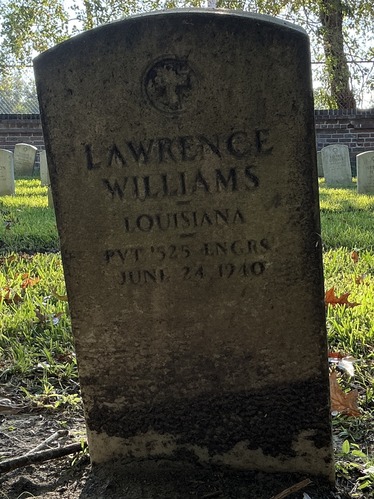 LAWRENCE
WILLIAMS
LOUISIANA
PVT 525 ENGRS
JUNE 24 1940